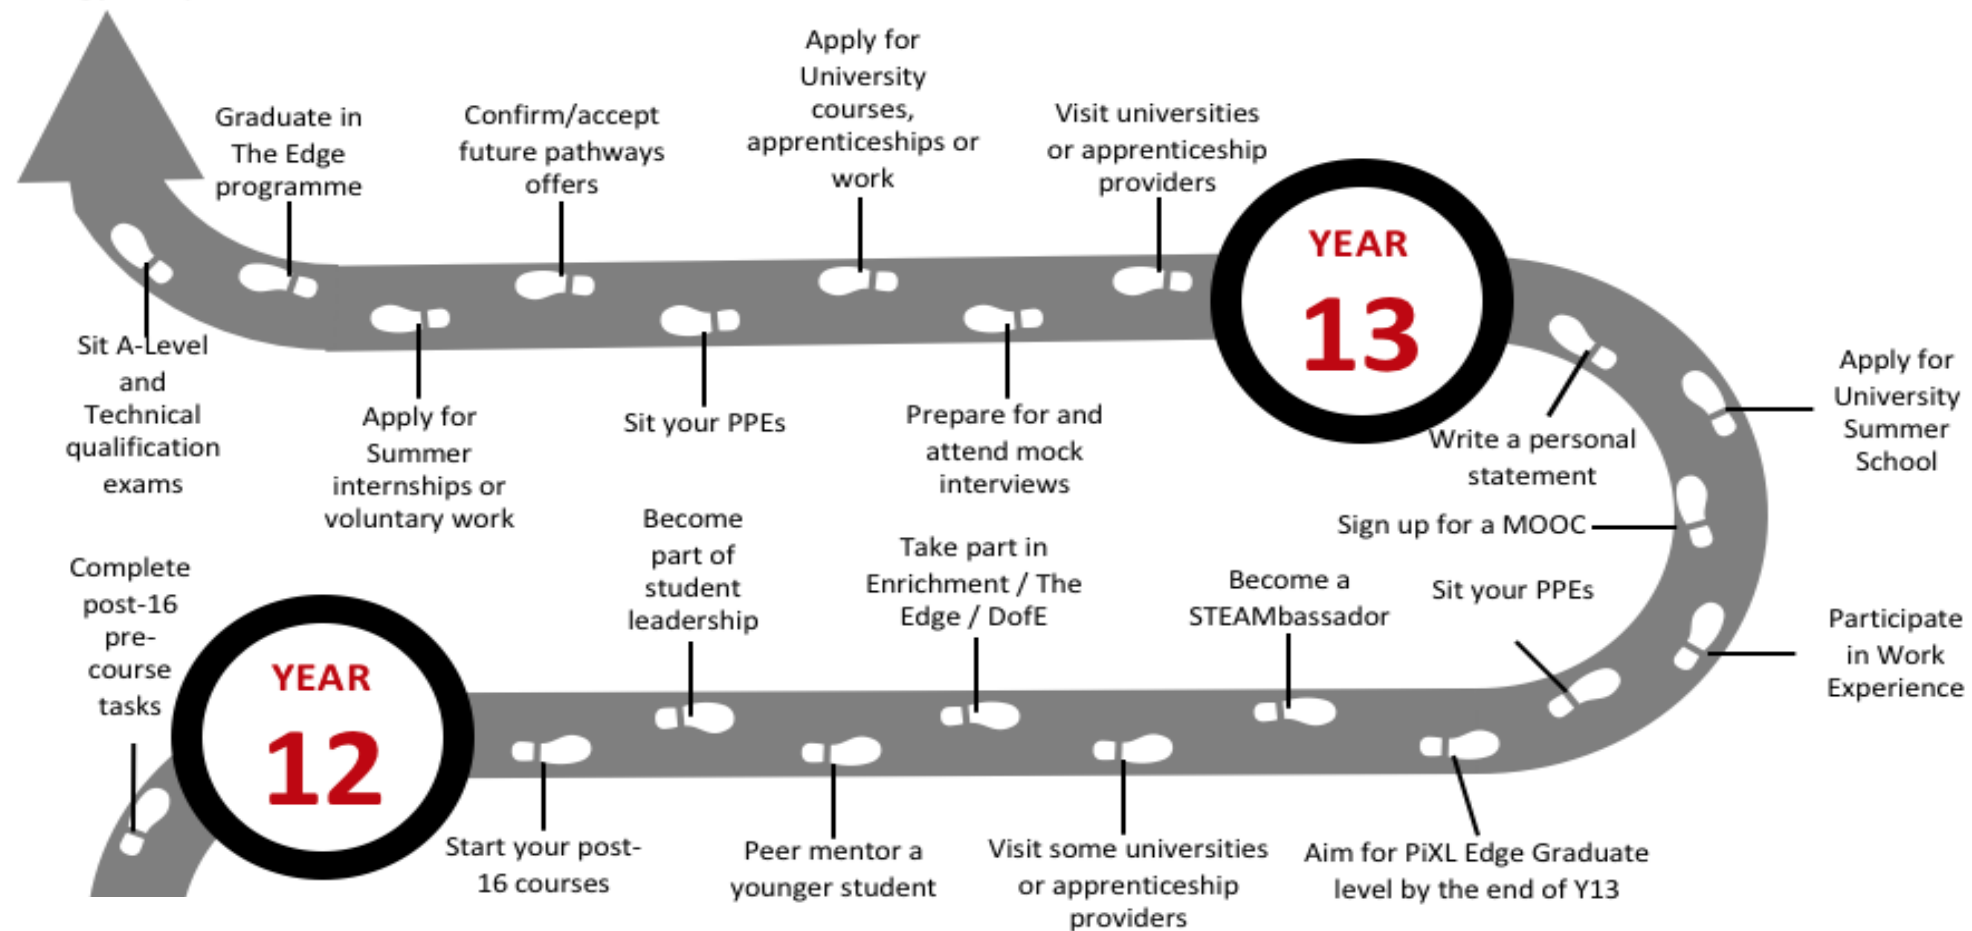 Apply for
University
courses,
apprenticeships or
work
Graduate in
The Edge
programme
Confirm/accept
future pathways
offers
Visit universities
or apprenticeship
providers
YEAR
13
Sit A-Level
and
Technical
qualification
exams
Apply for
Summer
internships or
voluntary work
Sit your PPEs
Prepare for and
attend mock
interviews
Write a personal
statement
Apply for
University
Summer
School
Sign up for a MOOC
Complete
post-16
pre-
course
tasks
YEAR
12
Become
part of
student
leadership
Take part in
Enrichment / The
Edge / DofE
Become a
STEAMbassador
Sit your PPEs
Participate
in Work
Experience
Start your post-
16 courses
Peer mentor a
younger student
Visit some universities
or apprenticeship
providers
Aim for PiXL Edge Graduate
level by the end of Y13